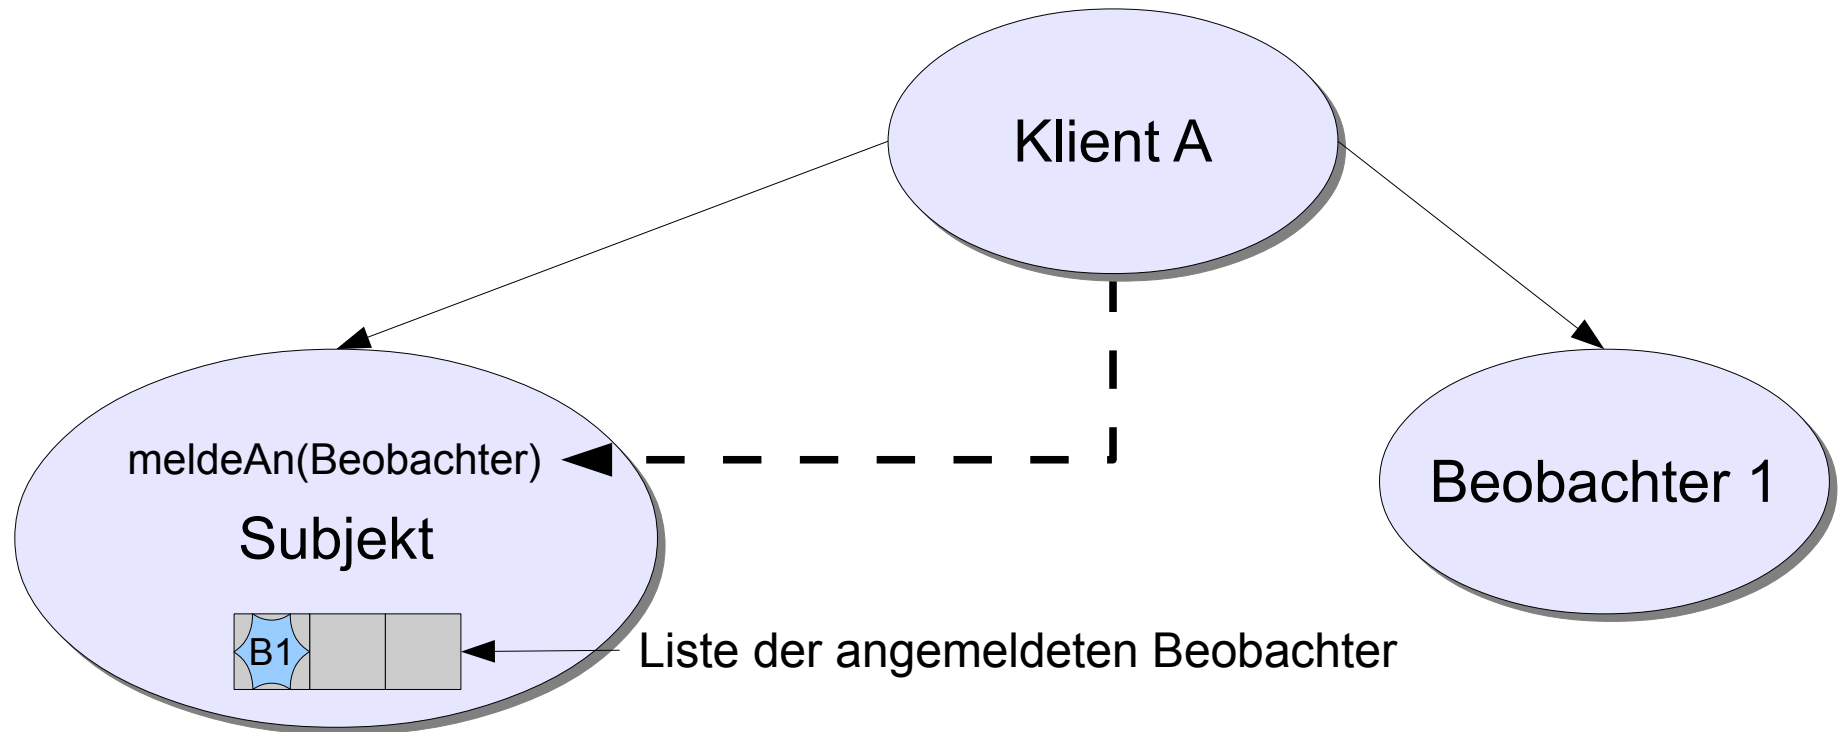 Klient A
meldeAn(Beobachter)
Subjekt
Beobachter 1
B1
Liste der angemeldeten Beobachter